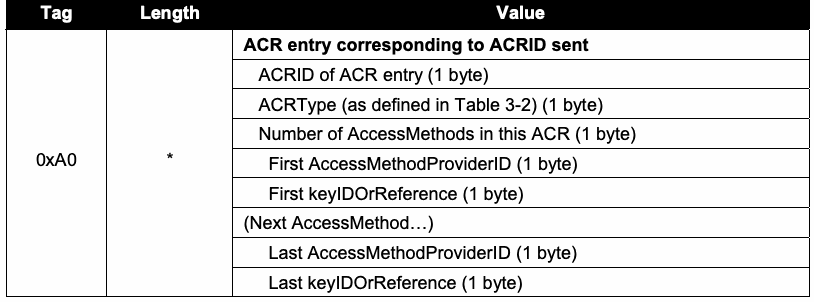 Tag Length Value
ACR entry corresponding to ACRID sent
ACRID of ACR entry (1 byte)
ACRType (as defined in Table 3-2) (1 byte)
Number of AccessMethods in this ACR (1 byte)
0xA0 * First AccessMethodProviderID (1 byte)
First keyIDOrReference (1 byte)
(Next AccessMethod…)
Last AccessMethodProviderID (1 byte)
Last keyIDOrReference (1 byte)